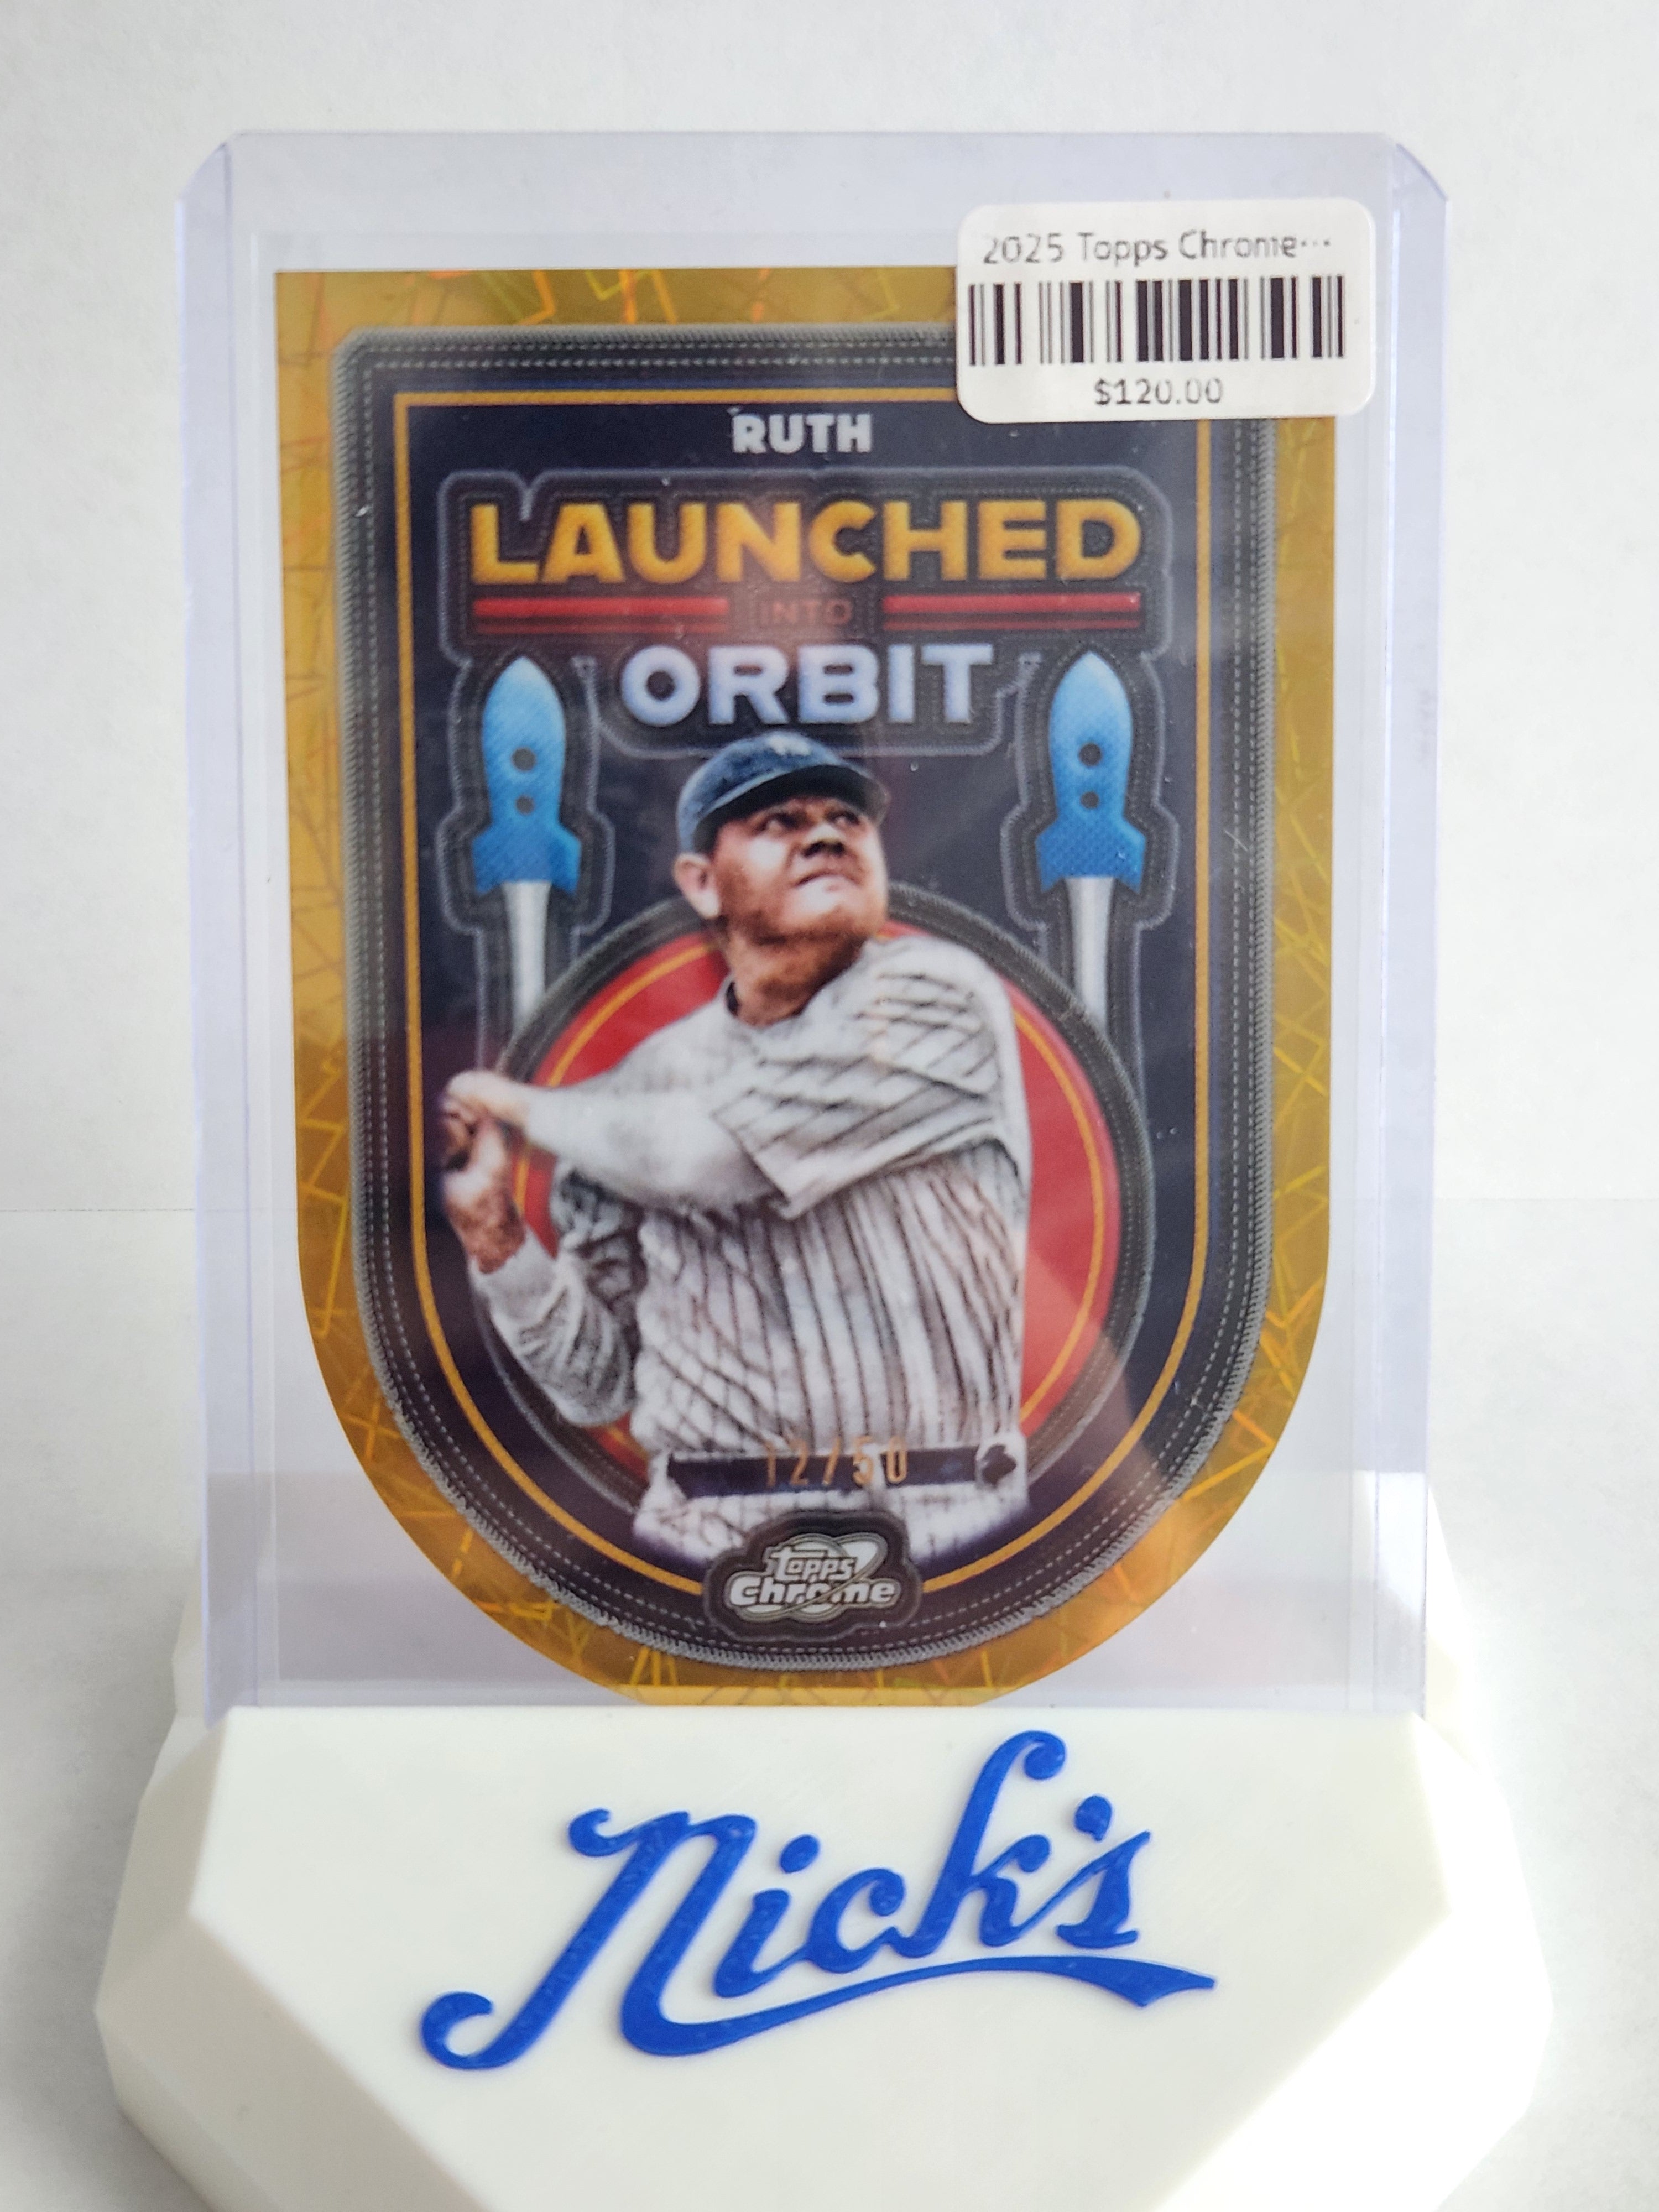 2025 Topps Chrome...
$120.00
RUTH
LAUNCHED
INTO
ORBIT
12/50
topps
Chrome
Nick's